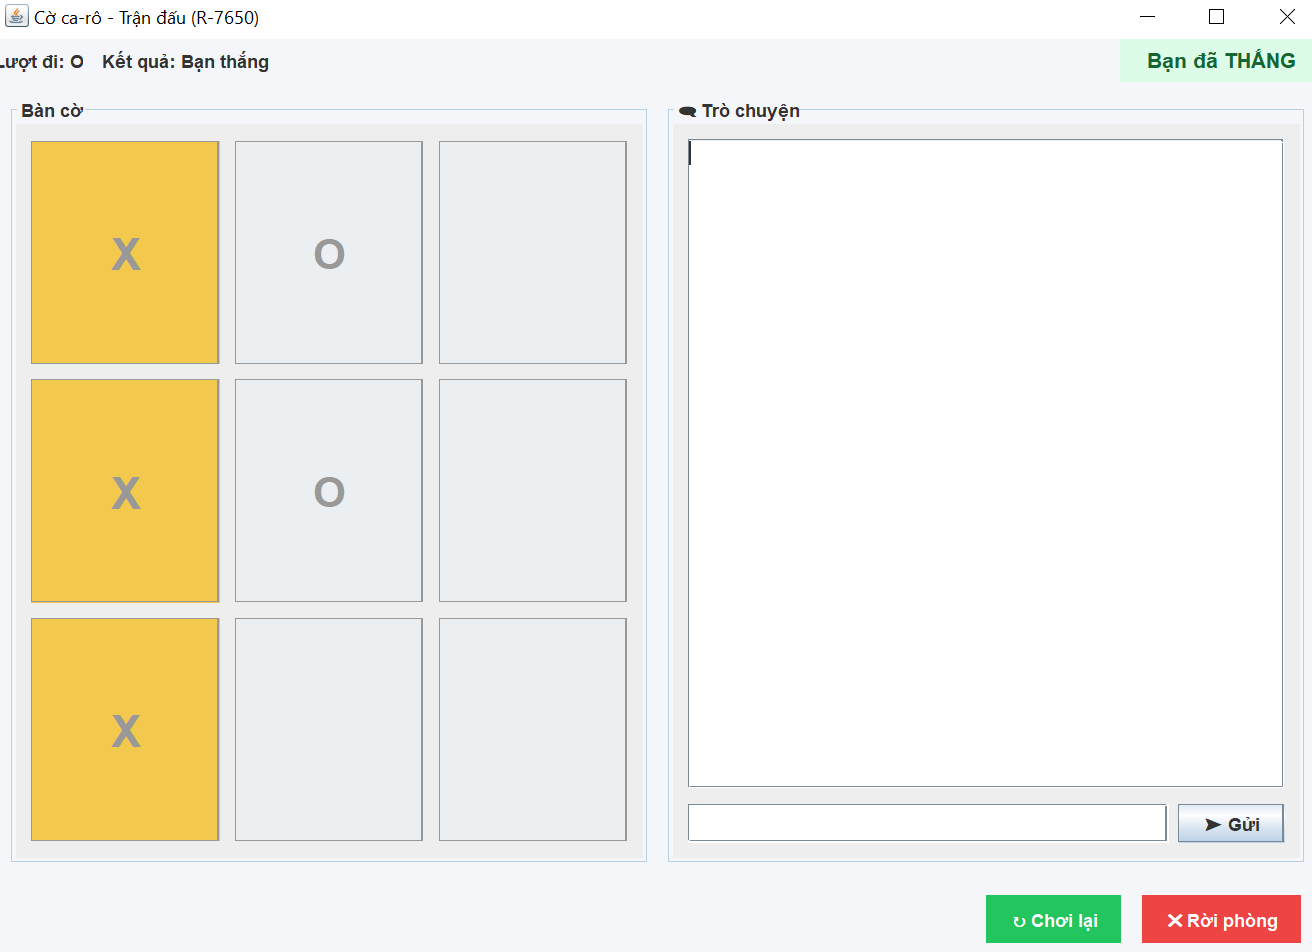 Cờ ca-rô - Trận đấu (R-7650)
Lượt đi: O Kết quả: Bạn thắng
Bạn đã THẮNG
Bàn cờ
X O
X O
X
Trò chuyện
➤ Gửi
↻ Chơi lại
✕ Rời phòng